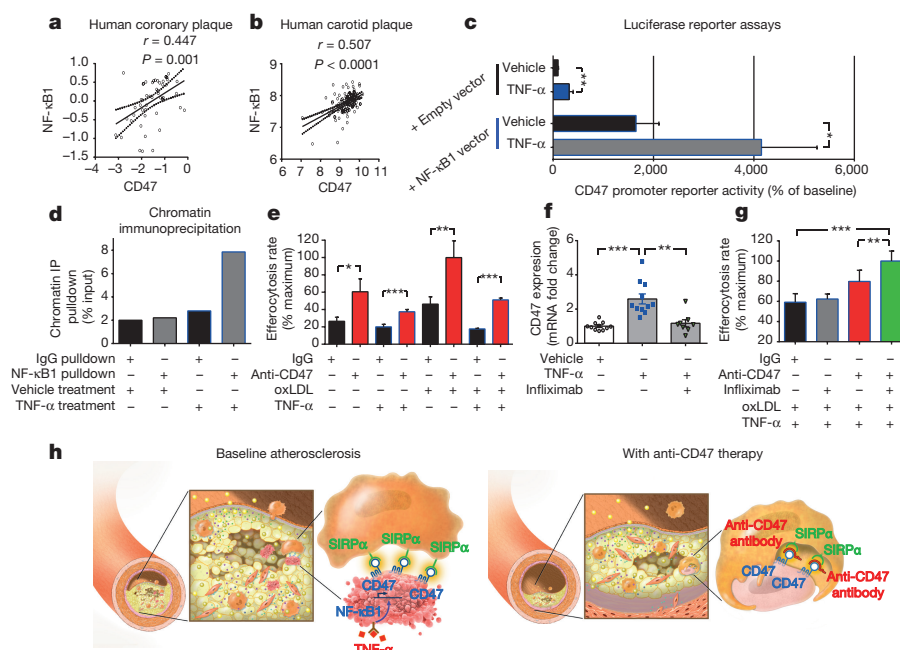 a
Human coronary plaque
r = 0.447
P = 0.001
NF-κB1
1.0
0.5
0.0
-0.5
-1.0
-1.5
−4 −3 −2 −1 0
CD47
b
Human carotid plaque
r = 0.507
P < 0.0001
NF-κB1
9
8
7
6
6 7 8 9 10 11
CD47
c
Luciferase reporter assays
+ Empty vector
Vehicle
TNF-α
**
+ NF-κB1 vector
Vehicle
TNF-α
*
0 2,000 4,000 6,000
CD47 promoter reporter activity (% of baseline)
d
Chromatin
immunoprecipitation
Chromatin IP
pulldown
(% input)
8
6
4
2
0
IgG pulldown + − + −
NF-κB1 pulldown − + − +
Vehicle treatment + + − −
TNF-α treatment − − + +
e
Efferocytosis rate
(% maximum)
120
100
80
60
40
20
* *** ** ***
IgG + − + − + − + −
Anti-CD47 − + − + − + − +
oxLDL − − − − + + + +
TNF-α − − + + − − + +
f
CD47 expresion
(mRNA fold change)
6
4
2
0
*** **
Vehicle + − −
TNF-α − + +
Infliximab − − +
g
Efferocytosis rate
(% maximum)
120
100
80
60
40
20
***
**
IgG + − − −
Anti-CD47 − − + +
Infliximab − + − +
oxLDL + + + +
TNF-α + + + +
h
Baseline atherosclerosis
SIRPα
SIRPα
SIRPα
CD47
CD47
NF-κB1
TNF-α
With anti-CD47 therapy
Anti-CD47
antibody
SIRPα
SIRPα
CD47
CD47
Anti-CD47
antibody